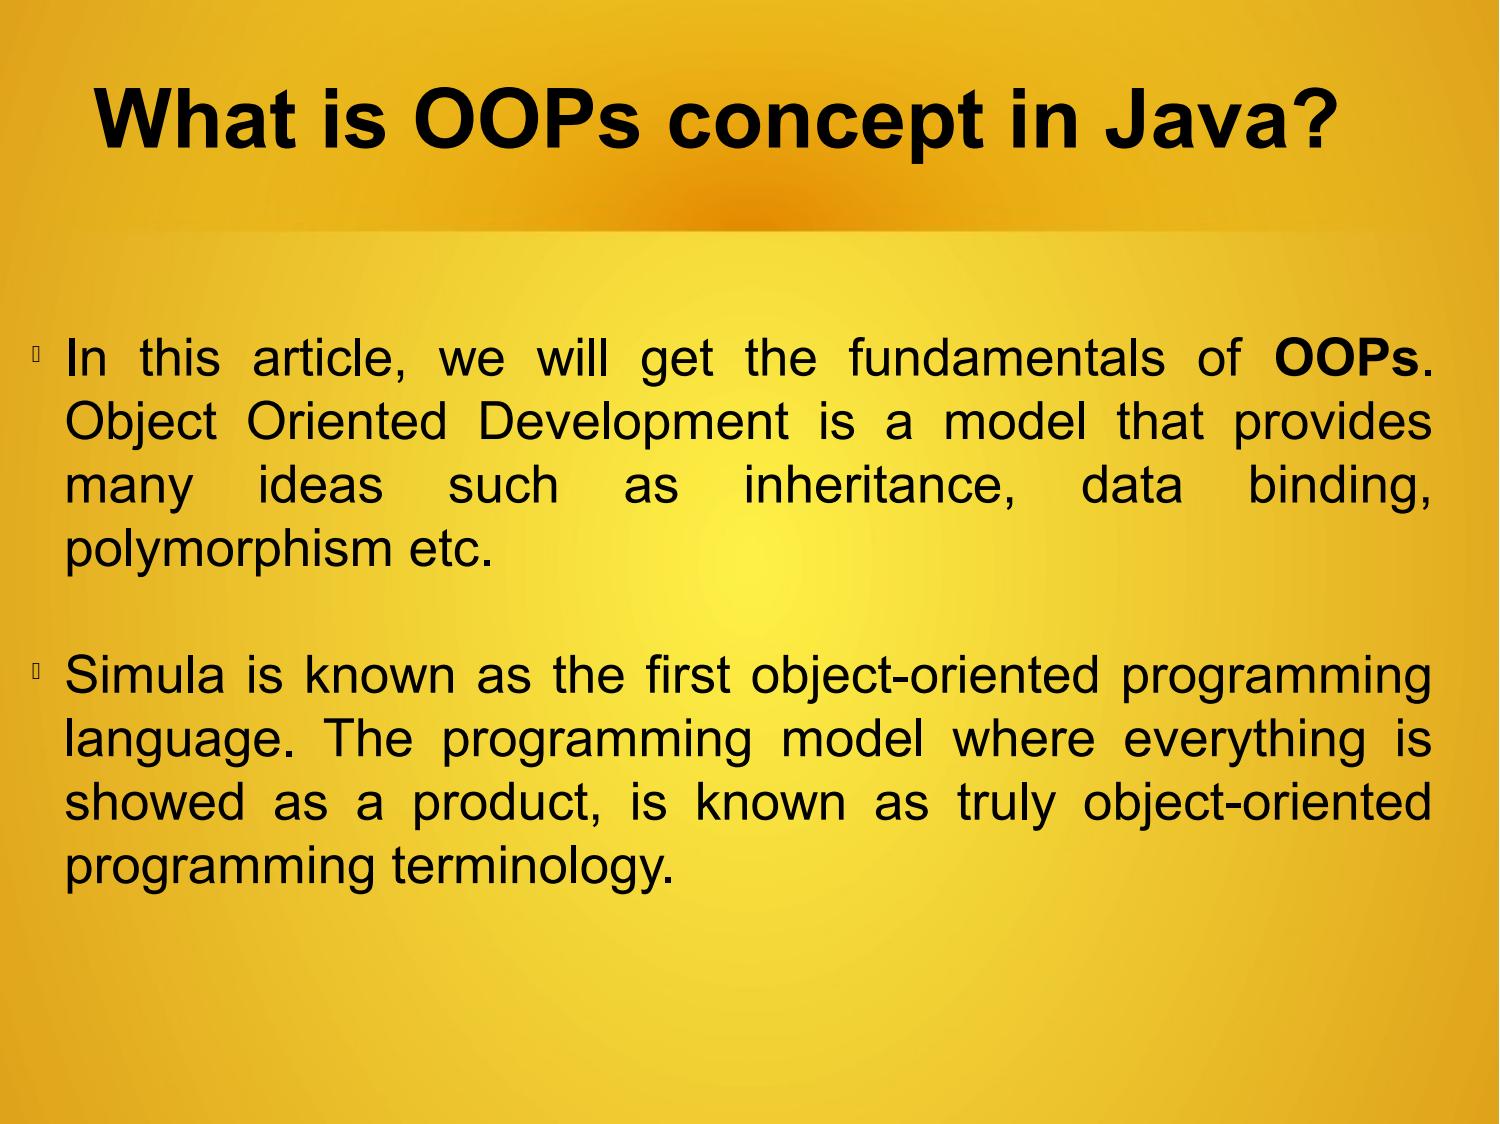 What is OOPs concept in Java?
In this article, we will get the fundamentals of OOPs.
Object Oriented Development is a model that provides
many ideas such as inheritance, data binding,
polymorphism etc.
Simula is known as the first object-oriented programming
language. The programming model where everything is
showed as a product, is known as truly object-oriented
programming terminology.